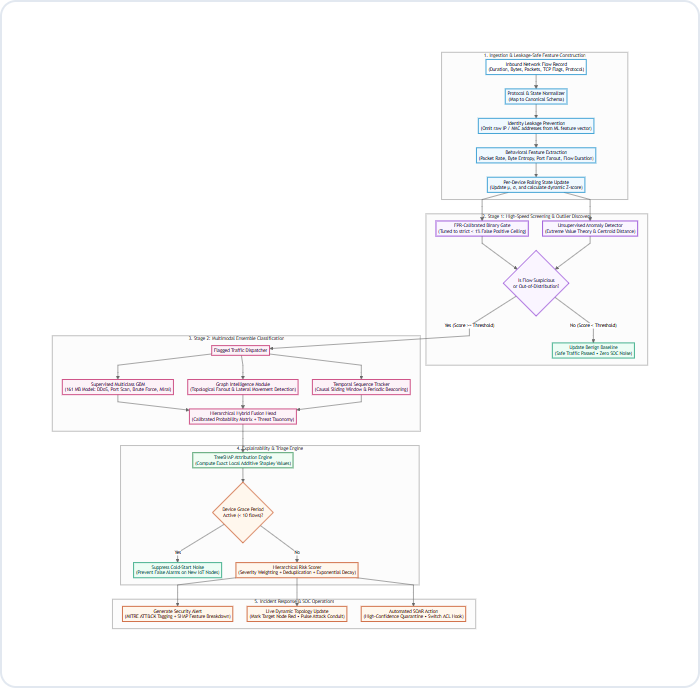 1. Ingestion & Leakage-Safe Feature Construction
Inbound Network Flow Record
(Duration, Bytes, Packets, TCP Flags, Protocol)
Protocol & State Normalizer
(Map to Canonical Schema)
Identity Leakage Prevention
(Omit raw IP / MAC addresses from ML feature vector)
Behavioral Feature Extraction
(Packet Rate, Byte Entropy, Port Fanout, Flow Duration)
Per-Device Rolling State Update
(Update μ, σ, and calculate dynamic Z-score)
2. Stage 1: High-Speed Screening & Outlier Discovery
FPR-Calibrated Binary Gate
(Tuned to strict < 1% False Positive Ceiling)
Unsupervised Anomaly Detector
(Extreme Value Theory & Centroid Distance)
Is Flow Suspicious
or Out-of-Distribution?
Yes (Score >= Threshold)
No (Score < Threshold)
Update Benign Baseline
(Safe Traffic Passed • Zero SOC Noise)
3. Stage 2: Multimodal Ensemble Classification
Flagged Traffic Dispatcher
Supervised Multiclass GBM
(161 MB Model: DDoS, Port Scan, Brute Force, Mirai)
Graph Intelligence Module
(Topological Fanout & Lateral Movement Detection)
Temporal Sequence Tracker
(Causal Sliding Window & Periodic Beaconing)
Hierarchical Hybrid Fusion Head
(Calibrated Probability Matrix • Threat Taxonomy)
4. Explainability & Triage Engine
TreeSHAP Attribution Engine
(Compute Exact Local Additive Shapley Values)
Device Grace Period
Active (< 10 flows)?
Yes
No
Suppress Cold-Start Noise
(Prevent False Alarms on New IoT Nodes)
Hierarchical Risk Scorer
(Severity Weighting • Deduplication • Exponential Decay)
5. Incident Response & SOC Operations
Generate Security Alert
(MITRE ATT&CK Tagging • SHAP Feature Breakdown)
Live Dynamic Topology Update
(Mark Target Node Red • Pulse Attack Conduit)
Automated SOAR Action
(High-Confidence Quarantine • Switch ACL Hook)